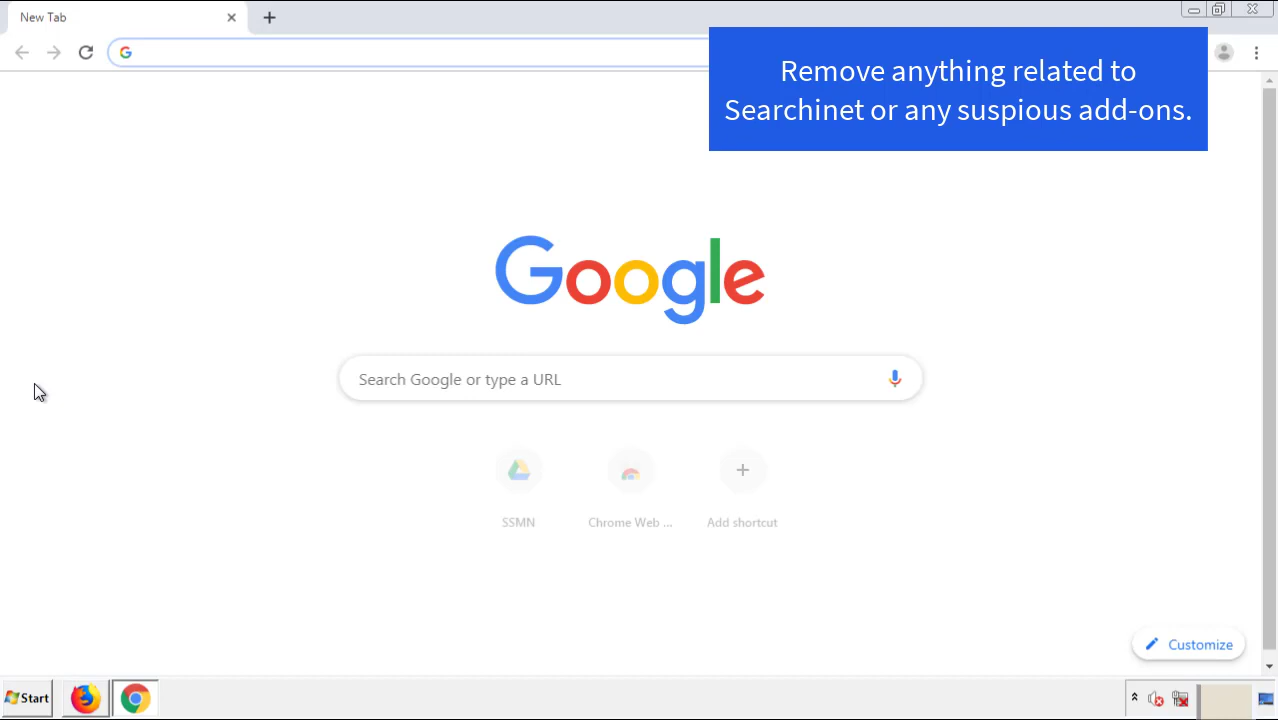 New Tab
Remove anything related to
Searchinet or any suspious add-ons.
Google
Search Google or type a URL
SSMN
Chrome Web ...
Add shortcut
Customize
Start